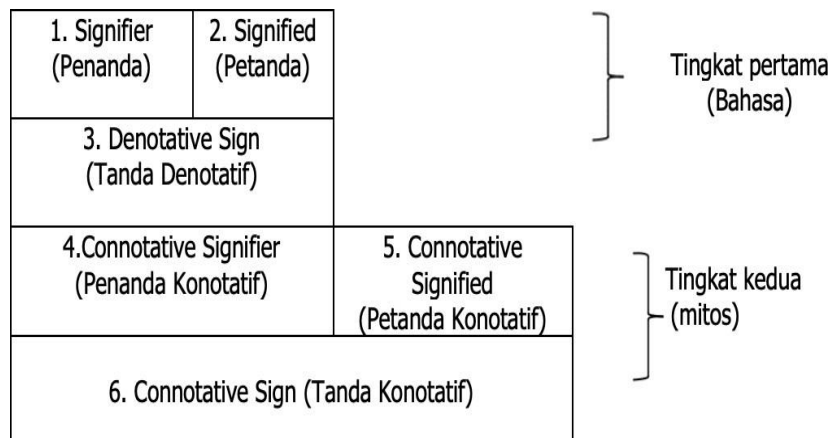 1. Signifier
(Penanda)
2. Signified
(Petanda)
Tingkat pertama
(Bahasa)
3. Denotative Sign
(Tanda Denotatif)
4.Connotative Signifier
(Penanda Konotatif)
5. Connotative
Signified
(Petanda Konotatif)
Tingkat kedua
(mitos)
6. Connotative Sign (Tanda Konotatif)